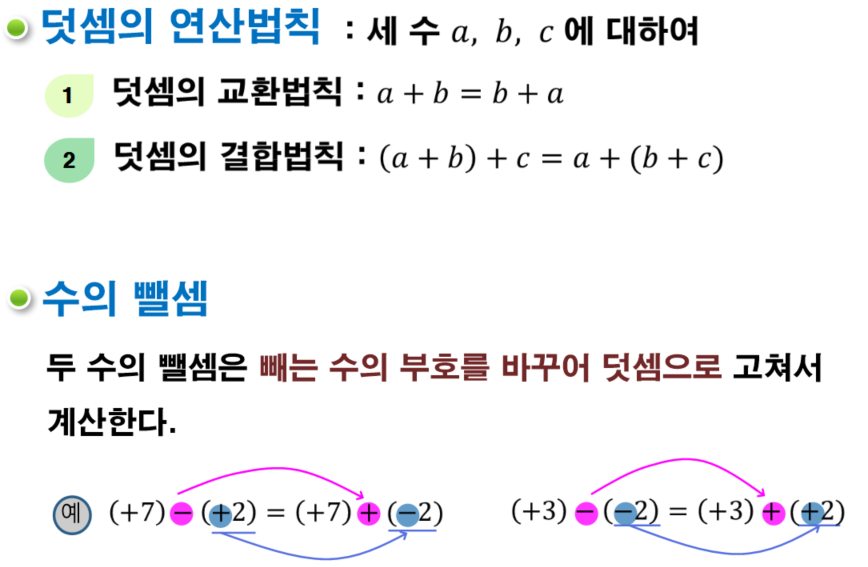 덧셈의 연산법칙 : 세 수 a, b, c 에 대하여
1 덧셈의 교환법칙 : a + b = b + a
2 덧셈의 결합법칙 : (a + b) + c = a + (b + c)
수의 뺄셈
두 수의 뺄셈은 빼는 수의 부호를 바꾸어 덧셈으로 고쳐서
계산한다.
예 (+7) − (+2) = (+7) + (−2) (+3) − (−2) = (+3) + (+2)